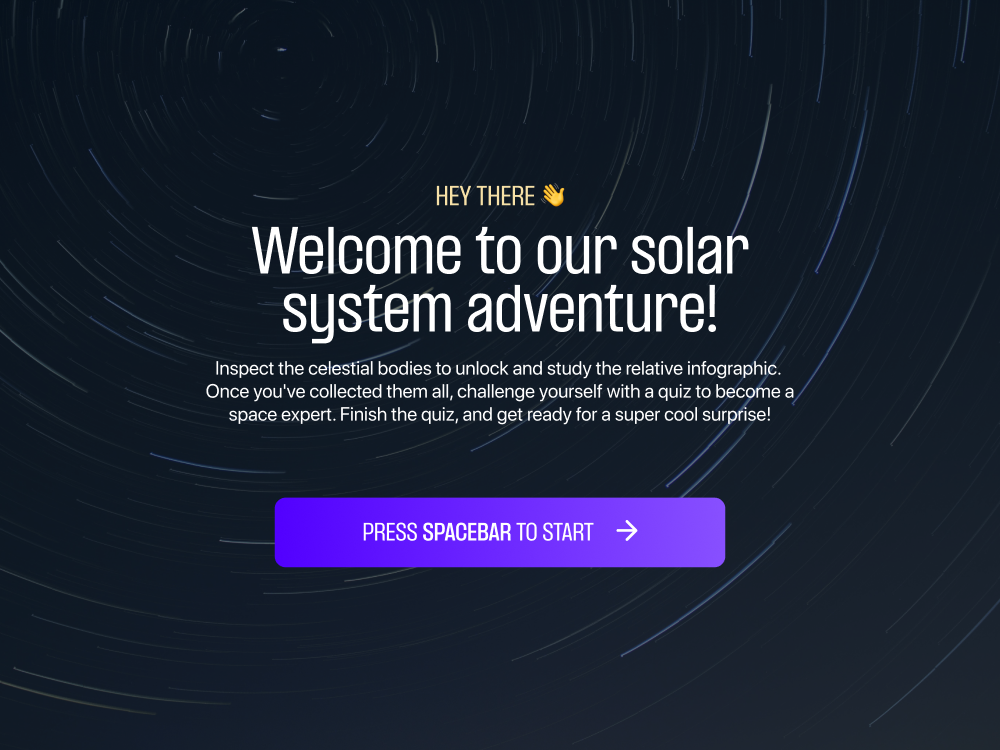 HEY THERE 👋
Welcome to our solar
system adventure!
Inspect the celestial bodies to unlock and study the relative infographic.
Once you've collected them all, challenge yourself with a quiz to become a
space expert. Finish the quiz, and get ready for a super cool surprise!
PRESS SPACEBAR TO START →